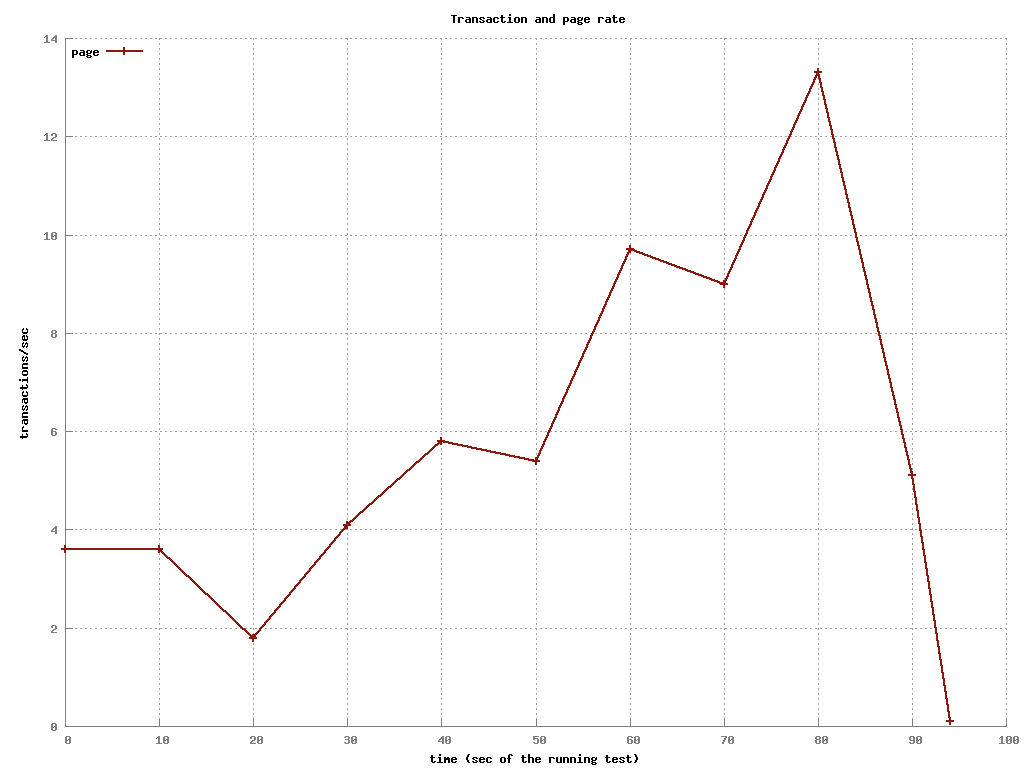 Transaction and page rate
14
page
12
10
8
transactions/sec
6
4
2
0
0 10 20 30 40 50 60 70 80 90 100
time (sec of the running test)